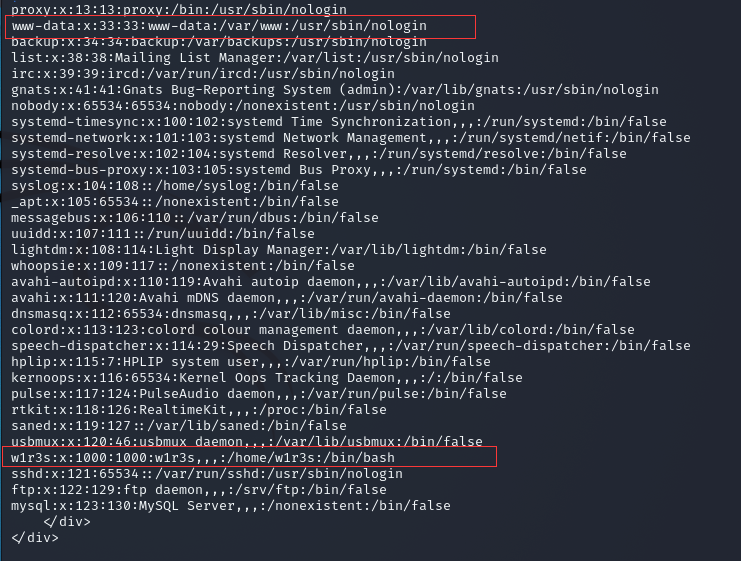 proxy:x:13:13:proxy:/bin:/usr/sbin/nologin
www-data:x:33:33:www-data:/var/www:/usr/sbin/nologin
backup:x:34:34:backup:/var/backups:/usr/sbin/nologin
list:x:38:38:Mailing List Manager:/var/list:/usr/sbin/nologin
irc:x:39:39:ircd:/var/run/ircd:/usr/sbin/nologin
gnats:x:41:41:Gnats Bug-Reporting System (admin):/var/lib/gnats:/usr/sbin/nologin
nobody:x:65534:65534:nobody:/nonexistent:/usr/sbin/nologin
systemd-timesync:x:100:102:systemd Time Synchronization,,,:/run/systemd:/bin/false
systemd-network:x:101:103:systemd Network Management,,,:/run/systemd/netif:/bin/false
systemd-resolve:x:102:104:systemd Resolver,,,:/run/systemd/resolve:/bin/false
systemd-bus-proxy:x:103:105:systemd Bus Proxy,,,:/run/systemd:/bin/false
syslog:x:104:108::/home/syslog:/bin/false
_apt:x:105:65534::/nonexistent:/bin/false
messagebus:x:106:110::/var/run/dbus:/bin/false
uuidd:x:107:111::/run/uuidd:/bin/false
lightdm:x:108:114:Light Display Manager:/var/lib/lightdm:/bin/false
whoopsie:x:109:117::/nonexistent:/bin/false
avahi-autoipd:x:110:119:Avahi autoip daemon,,,:/var/lib/avahi-autoipd:/bin/false
avahi:x:111:120:Avahi mDNS daemon,,,:/var/run/avahi-daemon:/bin/false
dnsmasq:x:112:65534:dnsmasq,,,:/var/lib/misc:/bin/false
colord:x:113:123:colord colour management daemon,,,:/var/lib/colord:/bin/false
speech-dispatcher:x:114:29:Speech Dispatcher,,,:/var/run/speech-dispatcher:/bin/false
hplip:x:115:7:HPLIP system user,,,:/var/run/hplip:/bin/false
kernoops:x:116:65534:Kernel Oops Tracking Daemon,,,:/:/bin/false
pulse:x:117:124:PulseAudio daemon,,,:/var/run/pulse:/bin/false
rtkit:x:118:126:RealtimeKit,,,:/proc:/bin/false
saned:x:119:127::/var/lib/saned:/bin/false
usbmux:x:120:46:usbmux daemon,,,:/var/lib/usbmux:/bin/false
w1r3s:x:1000:1000:w1r3s,,,:/home/w1r3s:/bin/bash
sshd:x:121:65534::/var/run/sshd:/usr/sbin/nologin
ftp:x:122:129:ftp daemon,,,:/srv/ftp:/bin/false
mysql:x:123:130:MySQL Server,,,:/nonexistent:/bin/false
</div>
</div>